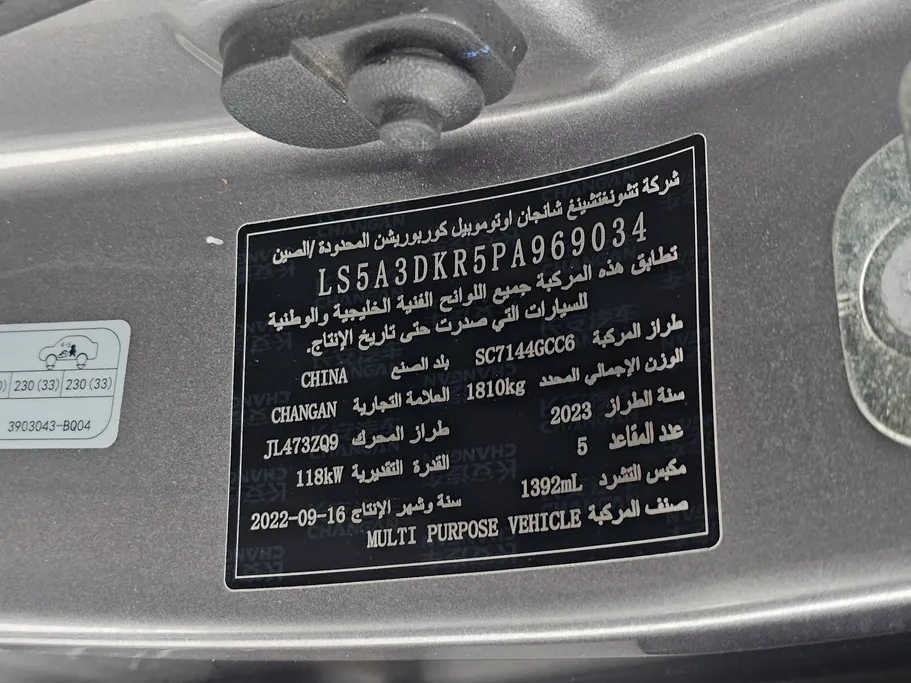 شركة تشونغتشينغ شانجان اوتوموبيل كوربوريشن المحدودة /الصين
LS5A3DKR5PA969034
تطابق هذه المركبة جميع اللوائح الفنية الخليجية والوطنية
للسيارات التي صدرت حتى تاريخ الإنتاج.
طراز المركبة SC7144GCC6 بلد الصنع CHINA
الوزن الإجمالي المحدد 1810kg العلامة التجارية CHANGAN
سنة الطراز 2023 طراز المحرك JL473ZQ9
عدد المقاعد 5 القدرة التقديرية 118kW
مكبس التشرد 1392mL سنة وشهر الإنتاج 2022-09-16
صنف المركبة MULTI PURPOSE VEHICLE
230 (33) 230 (33)
3903043-BQ04